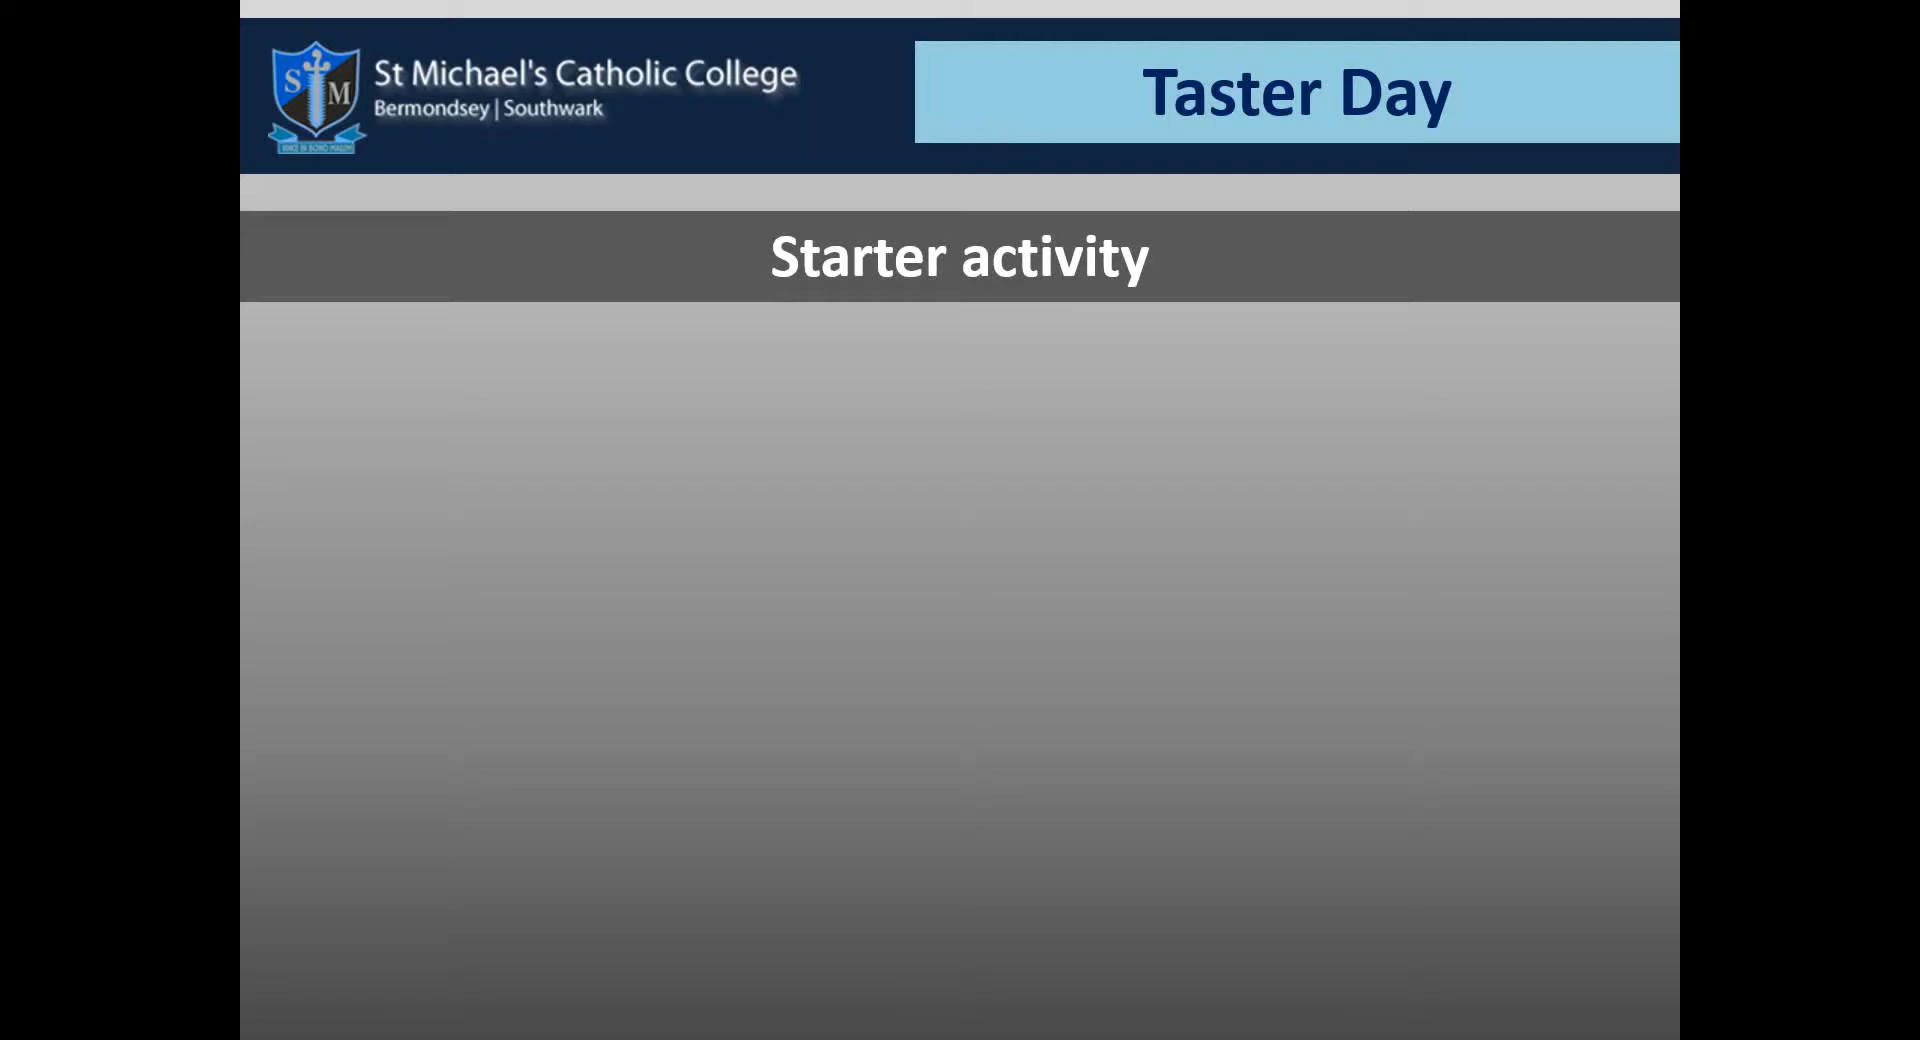 S M
St Michael's Catholic College
Bermondsey | Southwark
Taster Day
Starter activity